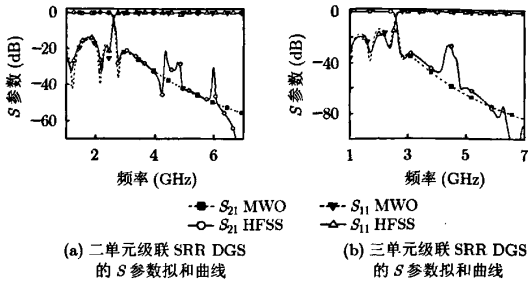 0
-20
-40
-60
S 参数 (dB)
2
4
6
频率 (GHz)
0
-40
-80
S 参数 (dB)
1
3
5
7
频率 (GHz)
S21 MWO
S11 MWO
S21 HFSS
S11 HFSS
(a) 二单元级联 SRR DGS
的 S 参数拟和曲线
(b) 三单元级联 SRR DGS
的 S 参数拟和曲线